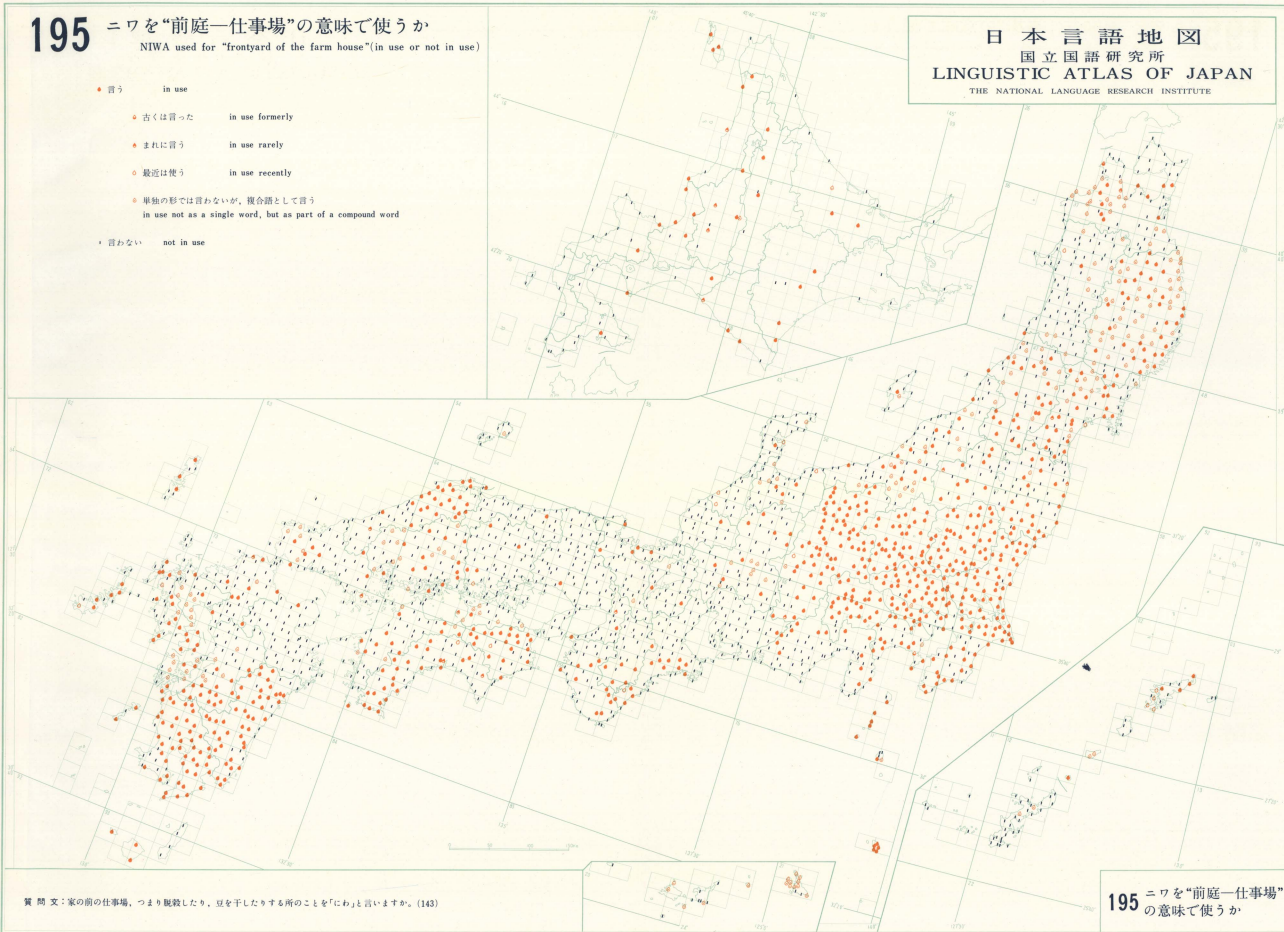 195 ニワを“前庭—仕事場”の意味で使うか
NIWA used for “frontyard of the farm house”(in use or not in use)
言う in use
古くは言った in use formerly
まれに言う in use rarely
最近は使う in use recently
単独の形では言わないが，複合語として言う
in use not as a single word, but as part of a compound word
言わない not in use
日本言語地図
国立国語研究所
LINGUISTIC ATLAS OF JAPAN
THE NATIONAL LANGUAGE RESEARCH INSTITUTE
質問文：家の前の仕事場，つまり脱穀したり，豆を干したりする所のことを「にわ」と言いますか。(143)
195 ニワを“前庭—仕事場”
の意味で使うか